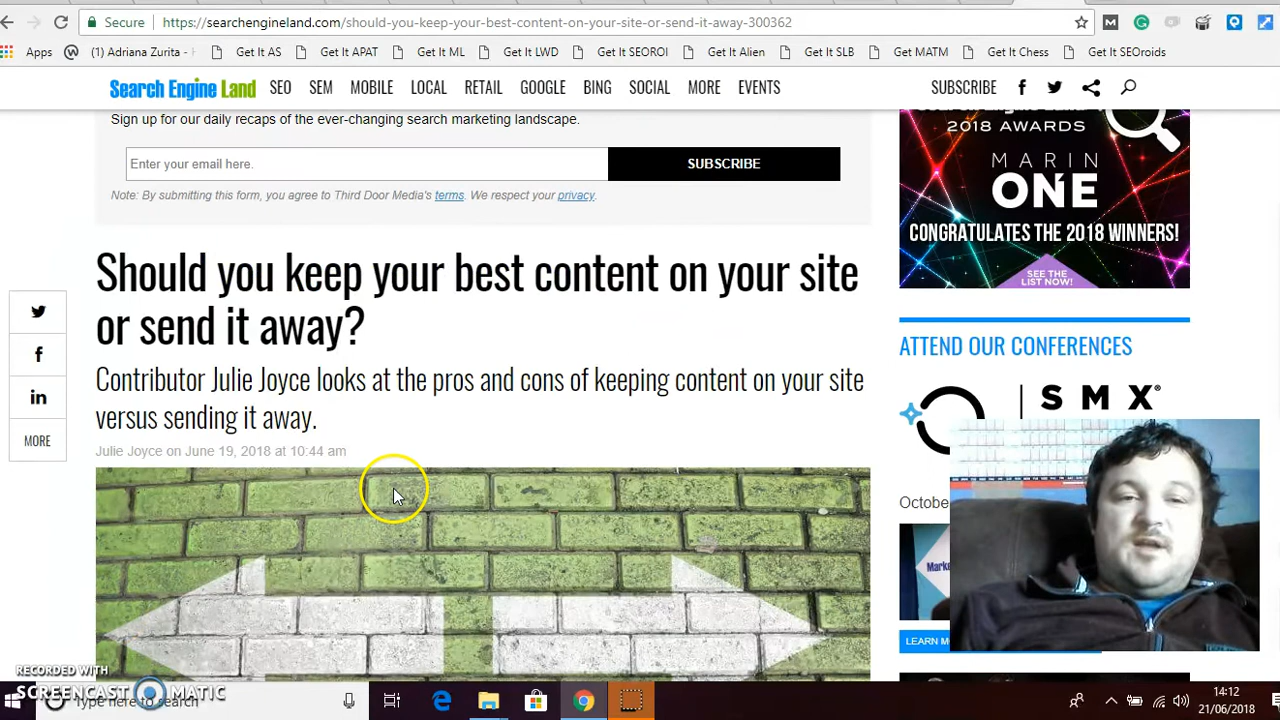 Secure
https://searchengineland.com/should-you-keep-your-best-content-on-your-site-or-send-it-away-300362
Apps
(1) Adriana Zurita -
Get It AS
Get It APAT
Get It ML
Get It LWD
Get It SEOROI
Get It Alien
Get It SLB
Get MATM
Get It Chess
Get It SEOroids
Search Engine Land
SEO
SEM
MOBILE
LOCAL
RETAIL
GOOGLE
BING
SOCIAL
MORE
EVENTS
SUBSCRIBE
Sign up for our daily recaps of the ever-changing search marketing landscape.
Enter your email here.
SUBSCRIBE
Note: By submitting this form, you agree to Third Door Media's terms. We respect your privacy.
Should you keep your best content on your site
or send it away?
Contributor Julie Joyce looks at the pros and cons of keeping content on your site
versus sending it away.
Julie Joyce on June 19, 2018 at 10:44 am
MORE
2018 AWARDS
MARIN
ONE
CONGRATULATES THE 2018 WINNERS!
SEE THE
LIST NOW!
ATTEND OUR CONFERENCES
SMX®
October
LEARN
RECORDED WITH
SCREENCAST MATIC
Type here to search
14:12
21/06/2018